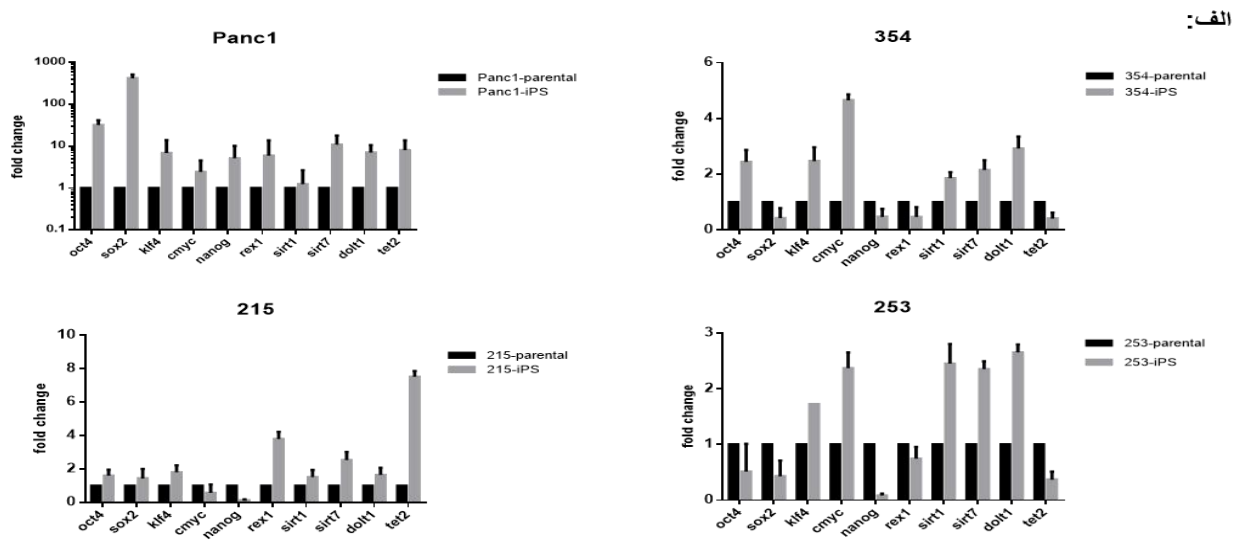 الف:
Panc1
1000
100
10
1
0.1
fold change
oct4
sox2
klf4
cmyc
nanog
rex1
sirt1
sirt7
dolt1
tet2
Panc1-parental
Panc1-iPS
354
6
4
2
0
fold change
oct4
sox2
klf4
cmyc
nanog
rex1
sirt1
sirt7
dolt1
tet2
354-parental
354-iPS
215
10
8
6
4
2
0
fold change
oct4
sox2
klf4
cmyc
nanog
rex1
sirt1
sirt7
dolt1
tet2
215-parental
215-iPS
253
3
2
1
0
fold change
oct4
sox2
klf4
cmyc
nanog
rex1
sirt1
sirt7
dolt1
tet2
253-parental
253-iPS